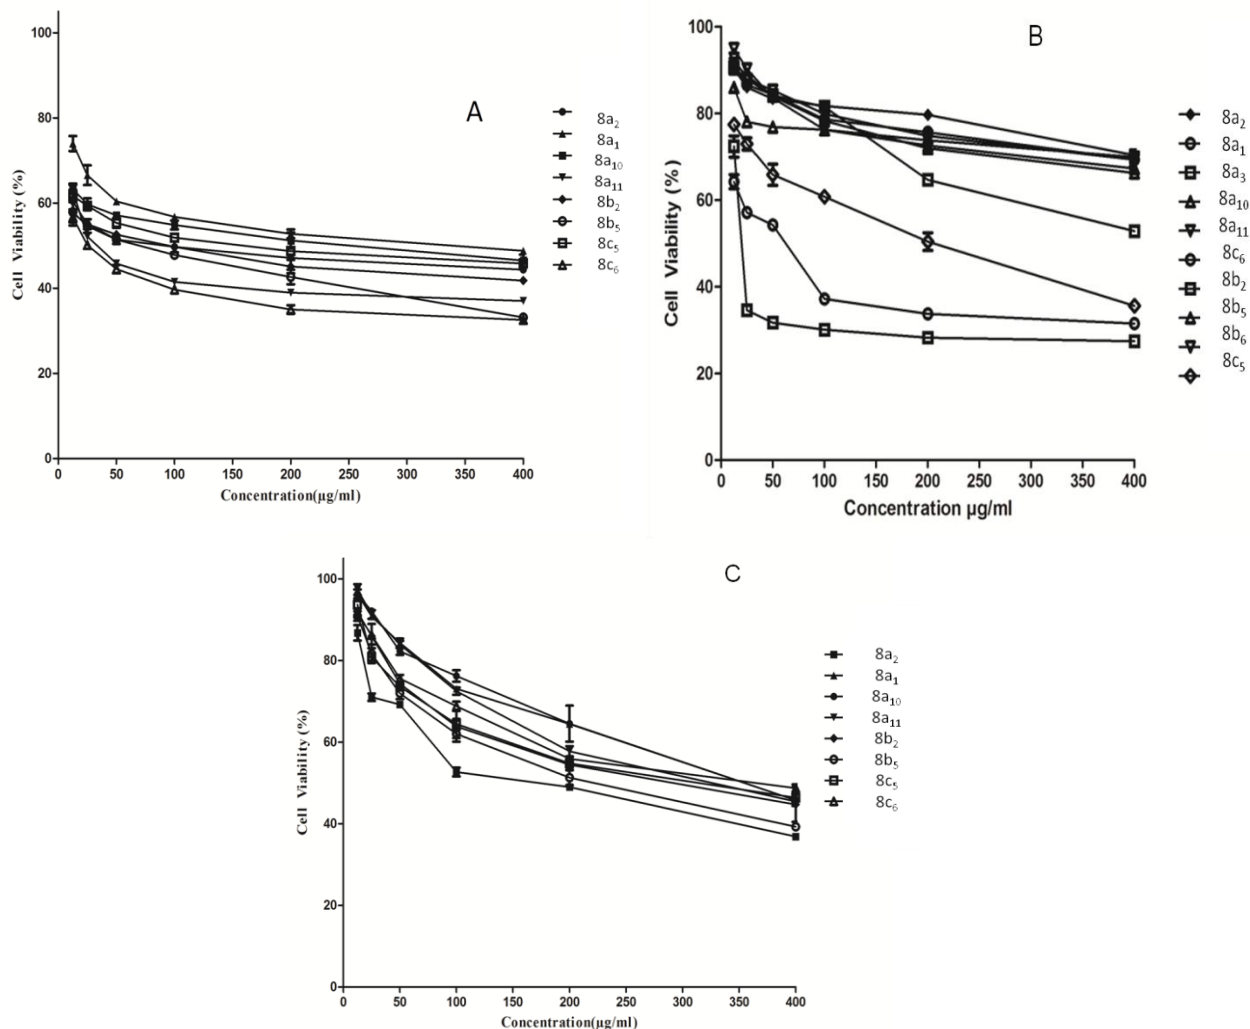 A
100
80
60
40
20
0
Cell Viability (%)
0 50 100 150 200 250 300 350 400
Concentration(µg/ml)
8a₂
8a₁
8a₁₀
8a₁₁
8b₂
8b₅
8c₅
8c₆
B
100
80
60
40
20
0
Cell Viability (%)
0 50 100 150 200 250 300 350 400
Concentration µg/ml
8a₂
8a₁
8a₃
8a₁₀
8a₁₁
8c₆
8b₂
8b₅
8b₆
8c₅
C
100
80
60
40
20
0
Cell Viability (%)
0 50 100 150 200 250 300 350 400
Concentration(µg/ml)
8a₂
8a₁
8a₁₀
8a₁₁
8b₂
8b₅
8c₅
8c₆